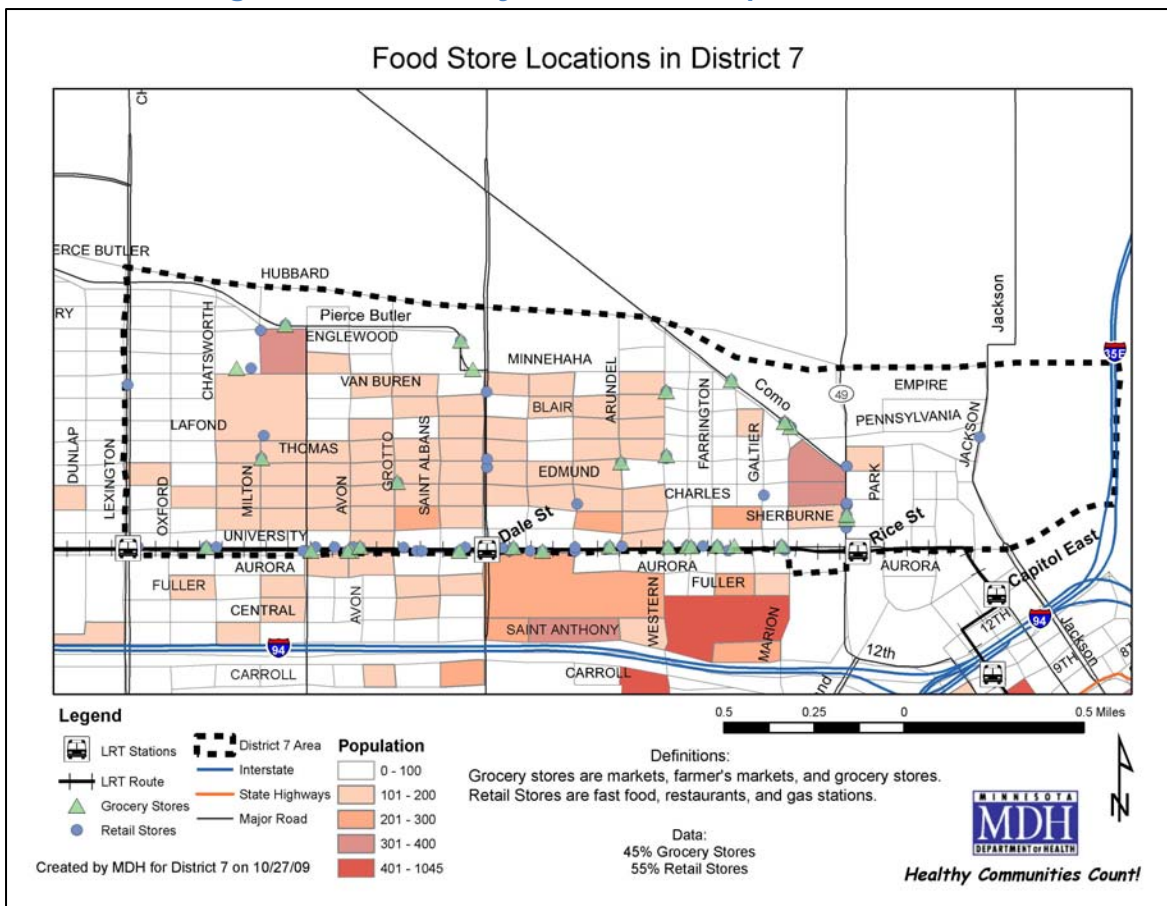 Food Store Locations in District 7
ERCE BUTLER
HUBBARD
Jackson
35E
RY
CHATSWORTH
Pierce Butler
ENGLEWOOD
MINNEHAHA
Como
49
EMPIRE
VAN BUREN
BLAIR
ARUNDEL
PENNSYLVANIA
LAFOND
THOMAS
DUNLAP
LEXINGTON
OXFORD
MILTON
AVON
GROTTO
SAINT ALBANS
EDMUND
FARRINGTON
GALTIER
CHARLES
PARK
JACKSON
SHERBURNE
UNIVERSITY
Dale St
Rice St
AURORA
AURORA
AURORA
Capitol East
FULLER
AVON
FULLER
CENTRAL
WESTERN
12TH
94
SAINT ANTHONY
MARION
12th
Jackson
94
9TH
8T
CARROLL
CARROLL
nd
Legend
LRT Stations
LRT Route
Grocery Stores
Retail Stores
District 7 Area
Interstate
State Highways
Major Road
Population
0 - 100
101 - 200
201 - 300
301 - 400
401 - 1045
0.5 0.25 0 0.5 Miles
Definitions:
Grocery stores are markets, farmer's markets, and grocery stores.
Retail Stores are fast food, restaurants, and gas stations.
Data:
45% Grocery Stores
55% Retail Stores
N
MINNESOTA
MDH
DEPARTMENT OF HEALTH
Healthy Communities Count!
Created by MDH for District 7 on 10/27/09